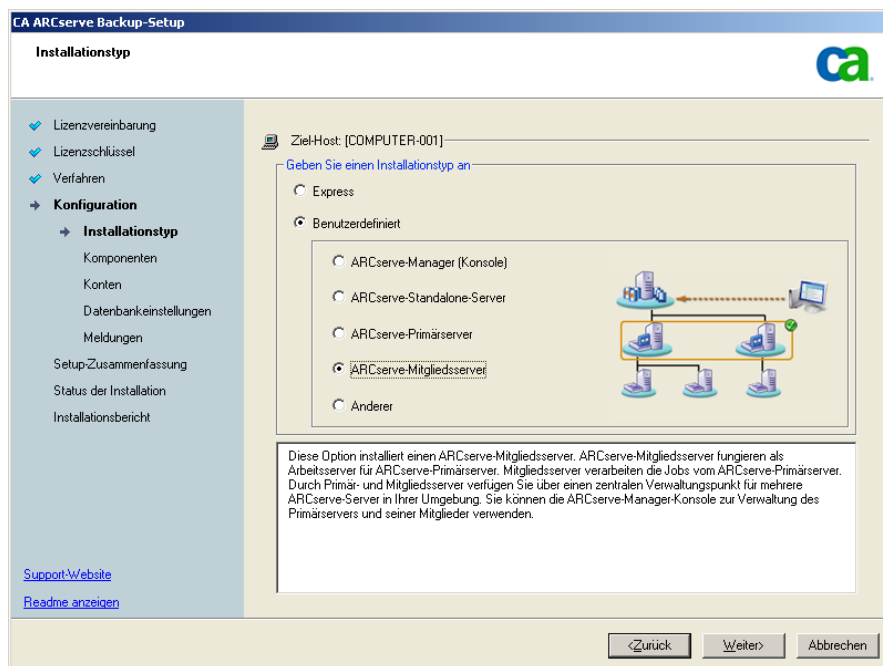 CA ARCserve Backup-Setup
Installationstyp
ca
Lizenzvereinbarung
Lizenzschlüssel
Verfahren
Konfiguration
Installationstyp
Komponenten
Konten
Datenbankeinstellungen
Meldungen
Setup-Zusammenfassung
Status der Installation
Installationsbericht
Support-Website
Readme anzeigen
Ziel-Host: [COMPUTER-001]
Geben Sie einen Installationstyp an
Express
Benutzerdefiniert
ARCserve-Manager (Konsole)
ARCserve-Standalone-Server
ARCserve-Primärserver
ARCserve-Mitgliedsserver
Anderer
Diese Option installiert einen ARCserve-Mitgliedsserver. ARCserve-Mitgliedsserver fungieren als
Arbeitsserver für ARCserve-Primärserver. Mitgliedsserver verarbeiten die Jobs vom ARCserve-Primärserver.
Durch Primär- und Mitgliedsserver verfügen Sie über einen zentralen Verwaltungspunkt für mehrere
ARCserve-Server in Ihrer Umgebung. Sie können die ARCserve-Manager-Konsole zur Verwaltung des
Primärservers und seiner Mitglieder verwenden.
<Zurück
Weiter>
Abbrechen